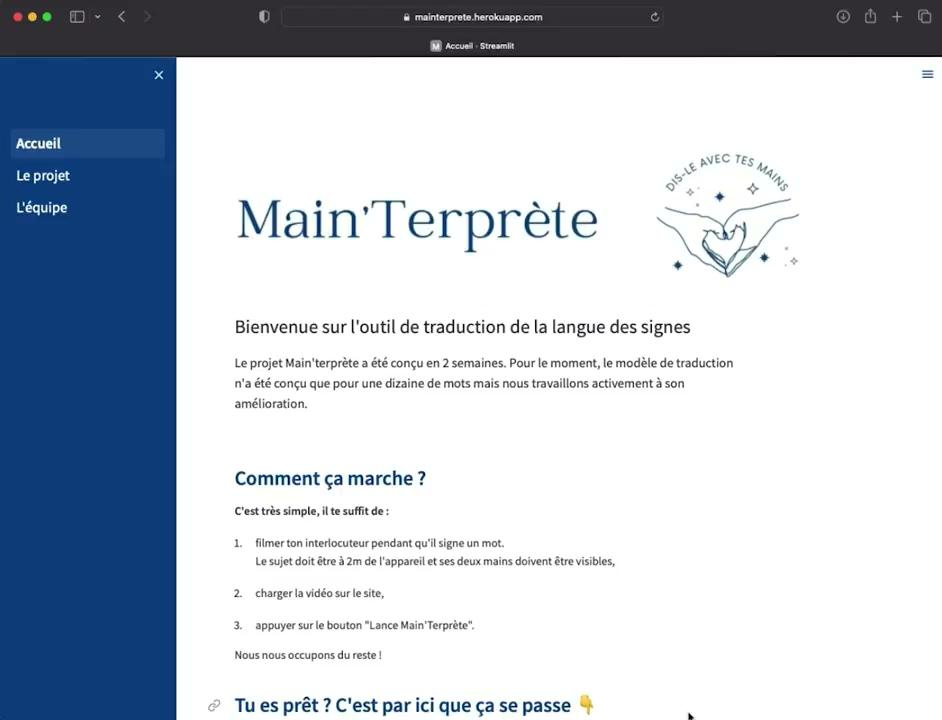 mainterprete.herokuapp.com
M Accueil · Streamlit
Accueil
Le projet
L'équipe
Main'Terprète
DIS-LE AVEC TES MAINS
Bienvenue sur l'outil de traduction de la langue des signes
Le projet Main'terprète a été conçu en 2 semaines. Pour le moment, le modèle de traduction
n'a été conçu que pour une dizaine de mots mais nous travaillons activement à son
amélioration.
Comment ça marche ?
C'est très simple, il te suffit de :
1. filmer ton interlocuteur pendant qu'il signe un mot.
Le sujet doit être à 2m de l'appareil et ses deux mains doivent être visibles,
2. charger la vidéo sur le site,
3. appuyer sur le bouton "Lance Main'Terprète".
Nous nous occupons du reste !
Tu es prêt ? C'est par ici que ça se passe 👇